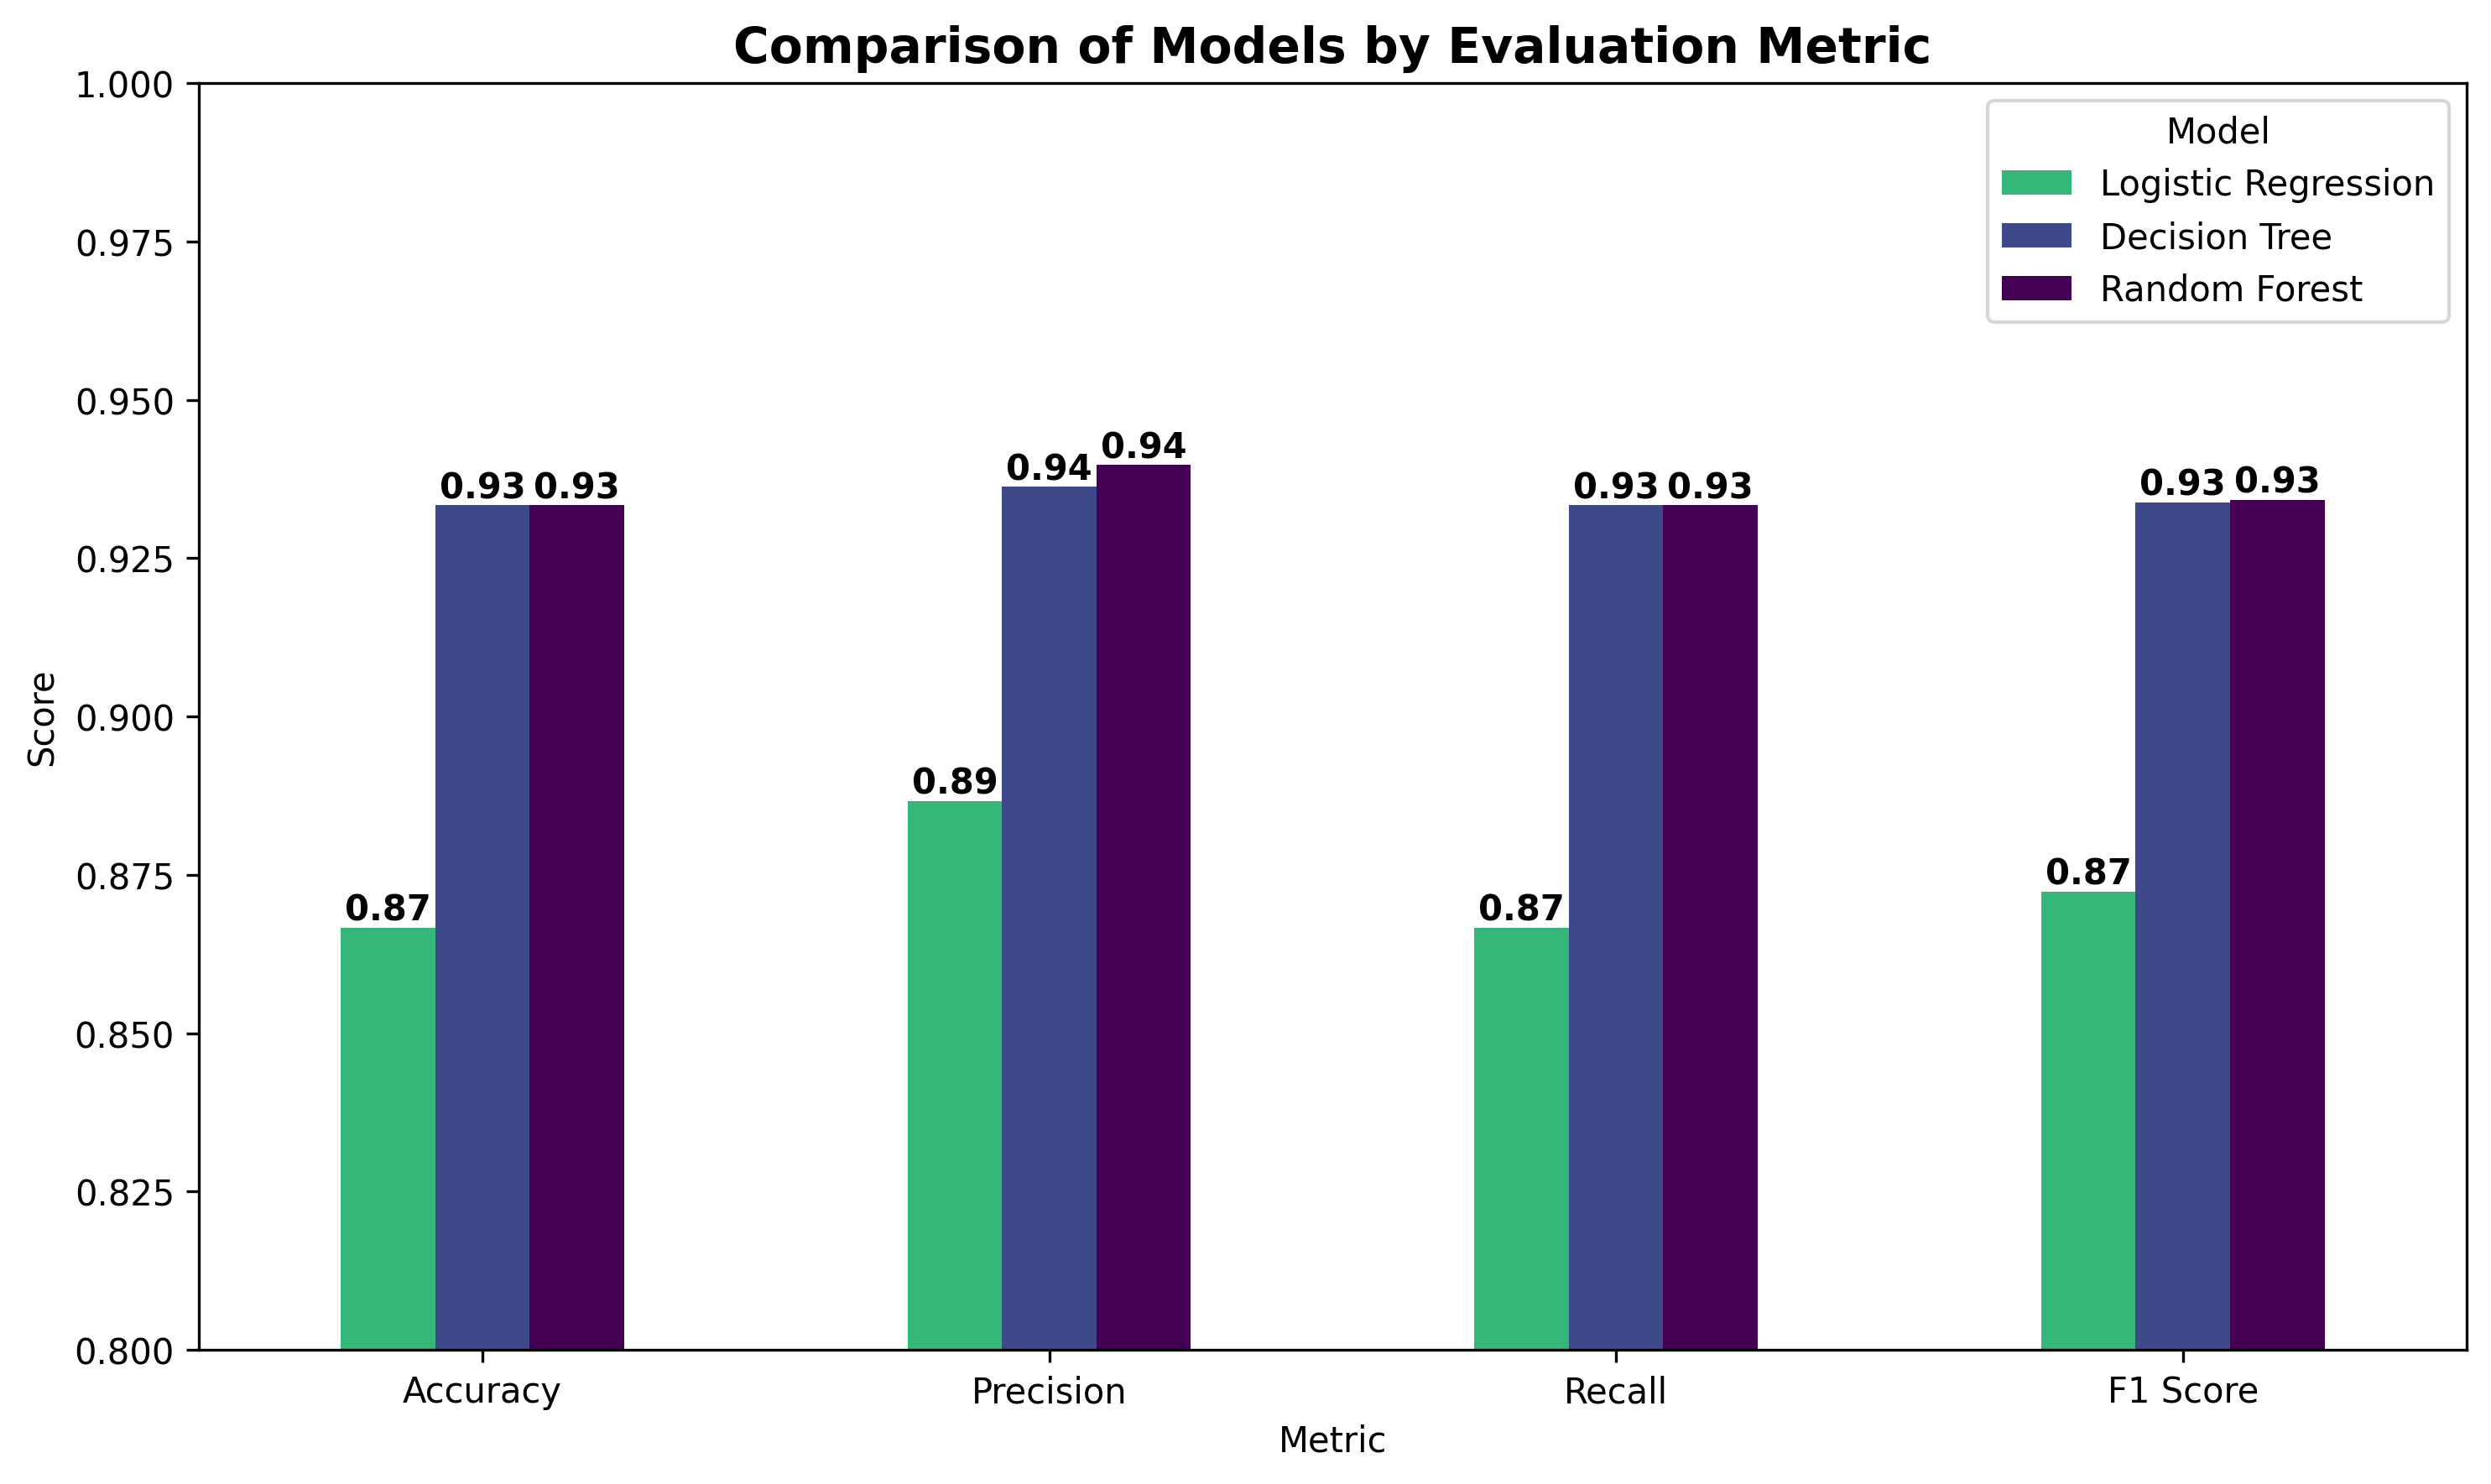 Comparison of Models by Evaluation Metric
1.000
0.975
0.950
0.925
0.900
0.875
0.850
0.825
0.800
Score
Model
Logistic Regression
Decision Tree
Random Forest
0.87
0.93
0.93
0.89
0.94
0.94
0.87
0.93
0.93
0.87
0.93
0.93
Accuracy
Precision
Recall
F1 Score
Metric